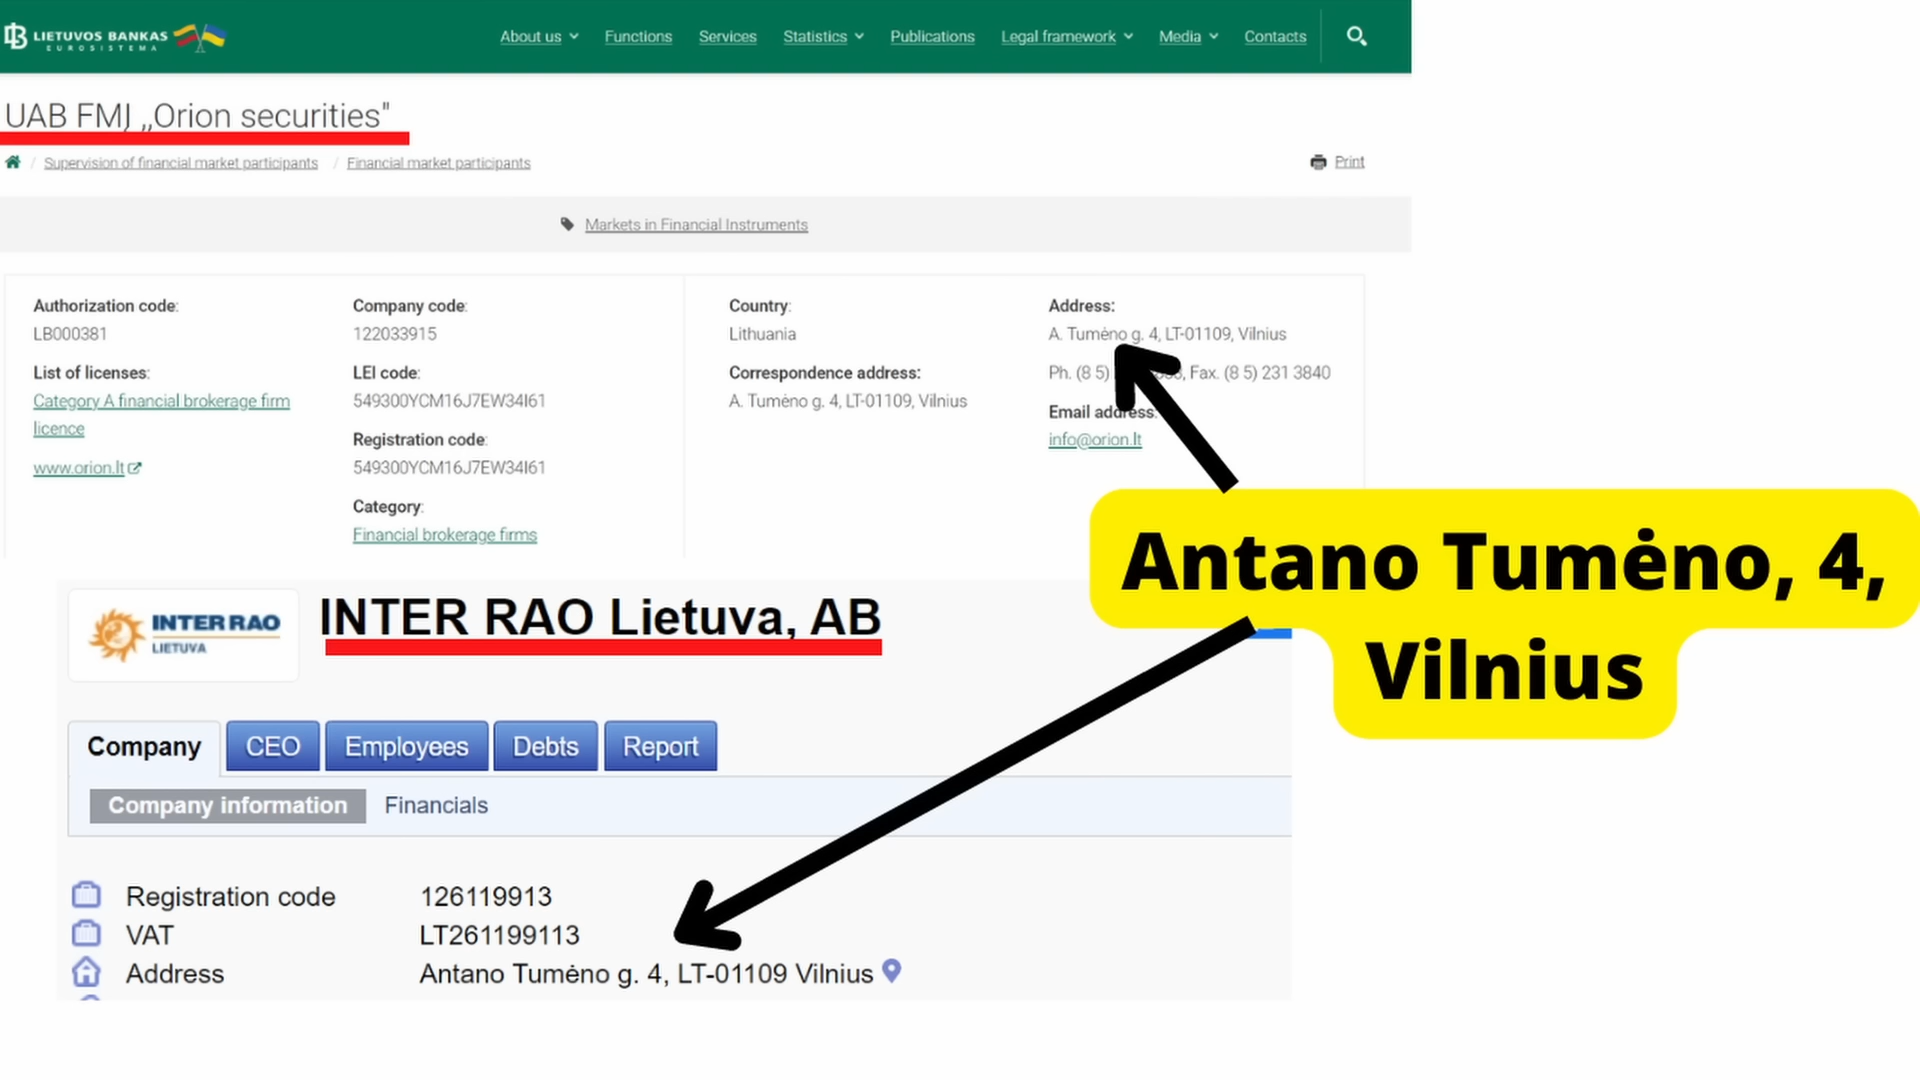 LIETUVOS BANKAS
EUROSISTEMA
About us Functions Services Statistics Publications Legal framework Media Contacts
UAB FMJ „Orion securities"
/ Supervision of financial market participants / Financial market participants
Print
Markets in Financial Instruments
Authorization code:
LB000381
List of licenses:
Category A financial brokerage firm
licence
www.orion.lt
Company code:
122033915
LEI code:
549300YCM16J7EW34I61
Registration code:
549300YCM16J7EW34I61
Category:
Financial brokerage firms
Country:
Lithuania
Correspondence address:
A. Tumėno g. 4, LT-01109, Vilnius
Address:
A. Tumėno g. 4, LT-01109, Vilnius
Ph. (8 5) , Fax. (8 5) 231 3840
Email address:
info@orion.lt
Antano Tumėno, 4,
Vilnius
INTER RAO
LIETUVA
INTER RAO Lietuva, AB
Company CEO Employees Debts Report
Company information Financials
Registration code 126119913
VAT LT261199113
Address Antano Tumėno g. 4, LT-01109 Vilnius